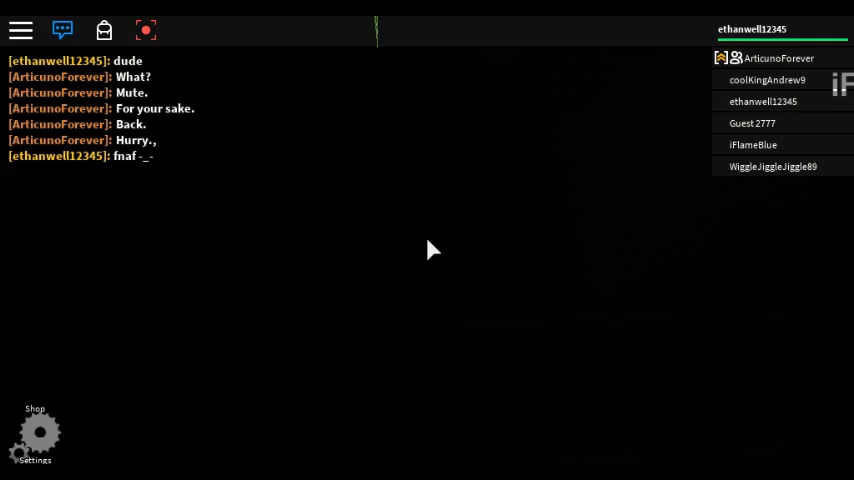 ethanwell12345
[ethanwell12345]: dude
[ArticunoForever]: What?
[ArticunoForever]: Mute.
[ArticunoForever]: For your sake.
[ArticunoForever]: Back.
[ArticunoForever]: Hurry.,
[ethanwell12345]: fnaf -_-
ArticunoForever
coolKingAndrew9
ethanwell12345
Guest 2777
iFlameBlue
WiggleJiggleJiggle89
iF
Shop
Settings